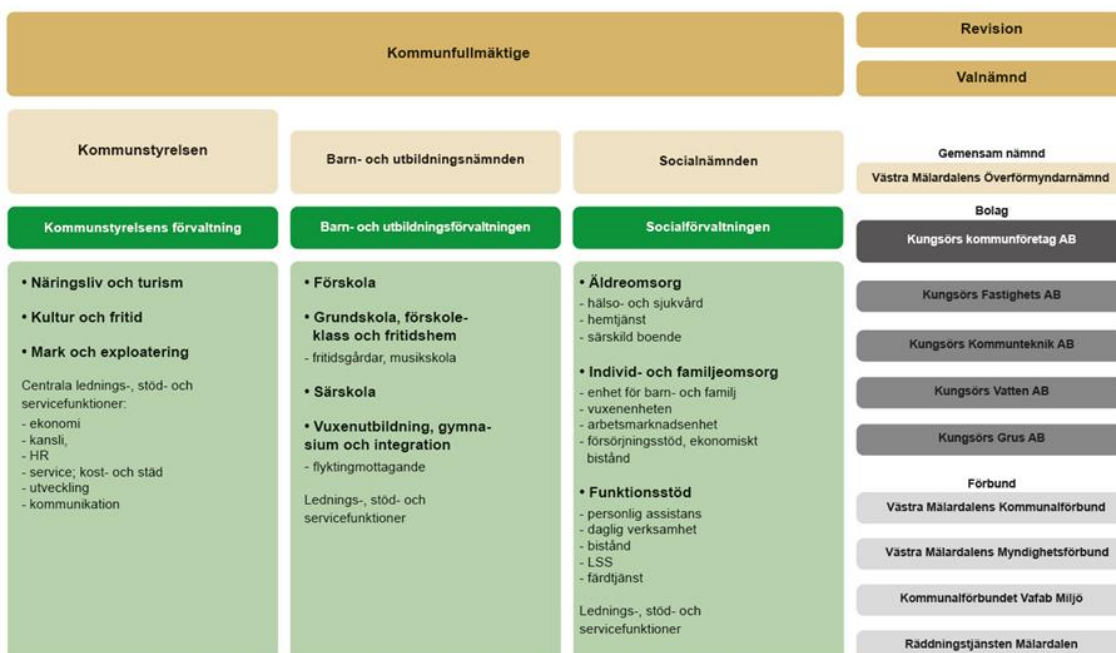 Kommunfullmäktige
Revision
Valnämnd
Kommunstyrelsen
Barn- och utbildningsnämnden
Socialnämnden
Gemensam nämnd
Västra Mälardalens Överförmyndarnämnd
Kommunstyrelsens förvaltning
Barn- och utbildningsförvaltningen
Socialförvaltningen
Bolag
Kungsörs kommunföretag AB
Kungsörs Fastighets AB
Kungsörs Kommunteknik AB
Kungsörs Vatten AB
Kungsörs Grus AB
Förbund
Västra Mälardalens Kommunalförbund
Västra Mälardalens Myndighetsförbund
Kommunalförbundet Vafab Miljö
Räddningstjänsten Mälardalen
• Näringsliv och turism
• Kultur och fritid
• Mark och exploatering
Centrala lednings-, stöd- och
servicefunktioner:
- ekonomi
- kansli,
- HR
- service; kost- och städ
- utveckling
- kommunikation
• Förskola
• Grundskola, förskole-
klass och fritidshem
- fritidsgårdar, musikskola
• Särskola
• Vuxenutbildning, gymna-
sium och integration
- flyktingmottagande
Lednings-, stöd- och
servicefunktioner
• Äldreomsorg
- hälso- och sjukvård
- hemtjänst
- särskild boende
• Individ- och familjeomsorg
- enhet för barn- och familj
- vuxenenheten
- arbetsmarknadsenhet
- försörjningsstöd, ekonomiskt
bistånd
• Funktionsstöd
- personlig assistans
- daglig verksamhet
- bistånd
- LSS
- färdtjänst
Lednings-, stöd- och
servicefunktioner